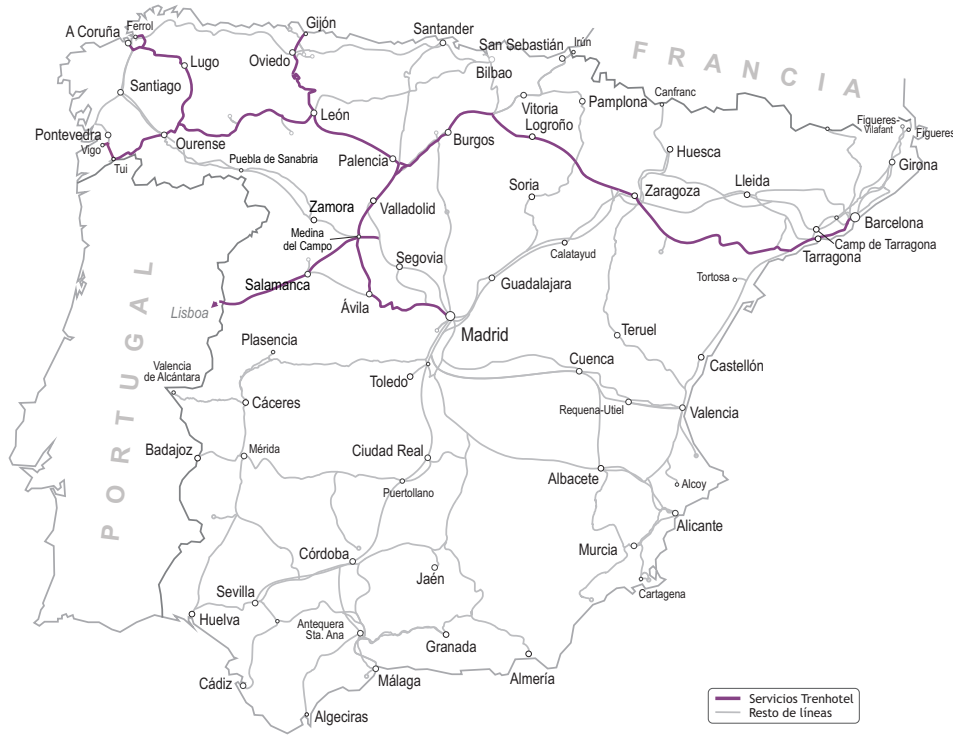 Ferrol
Gijón
A Coruña
Santander
San Sebastián
Irún
FRANCIA
Oviedo
Lugo
Bilbao
Santiago
Vitoria
Pamplona
Canfranc
León
Logroño
Figueres-
Vilafant
Figueres
Pontevedra
Vigo
Ourense
Burgos
Tui
Puebla de Sanabria
Palencia
Huesca
Girona
Soria
Zaragoza
Lleida
Zamora
Valladolid
Barcelona
Medina
del Campo
Calatayud
Camp de Tarragona
Tarragona
Segovia
Salamanca
Guadalajara
Tortosa
Lisboa
Ávila
PORTUGAL
Madrid
Teruel
Plasencia
Valencia
de Alcántara
Cuenca
Castellón
Toledo
Cáceres
Requena-Utiel
Valencia
Badajoz
Mérida
Ciudad Real
Puertollano
Albacete
Alcoy
Alicante
Córdoba
Murcia
Jaén
Cartagena
Sevilla
Huelva
Antequera
Sta. Ana
Granada
Cádiz
Málaga
Almería
Algeciras
Servicios Trenhotel
Resto de líneas